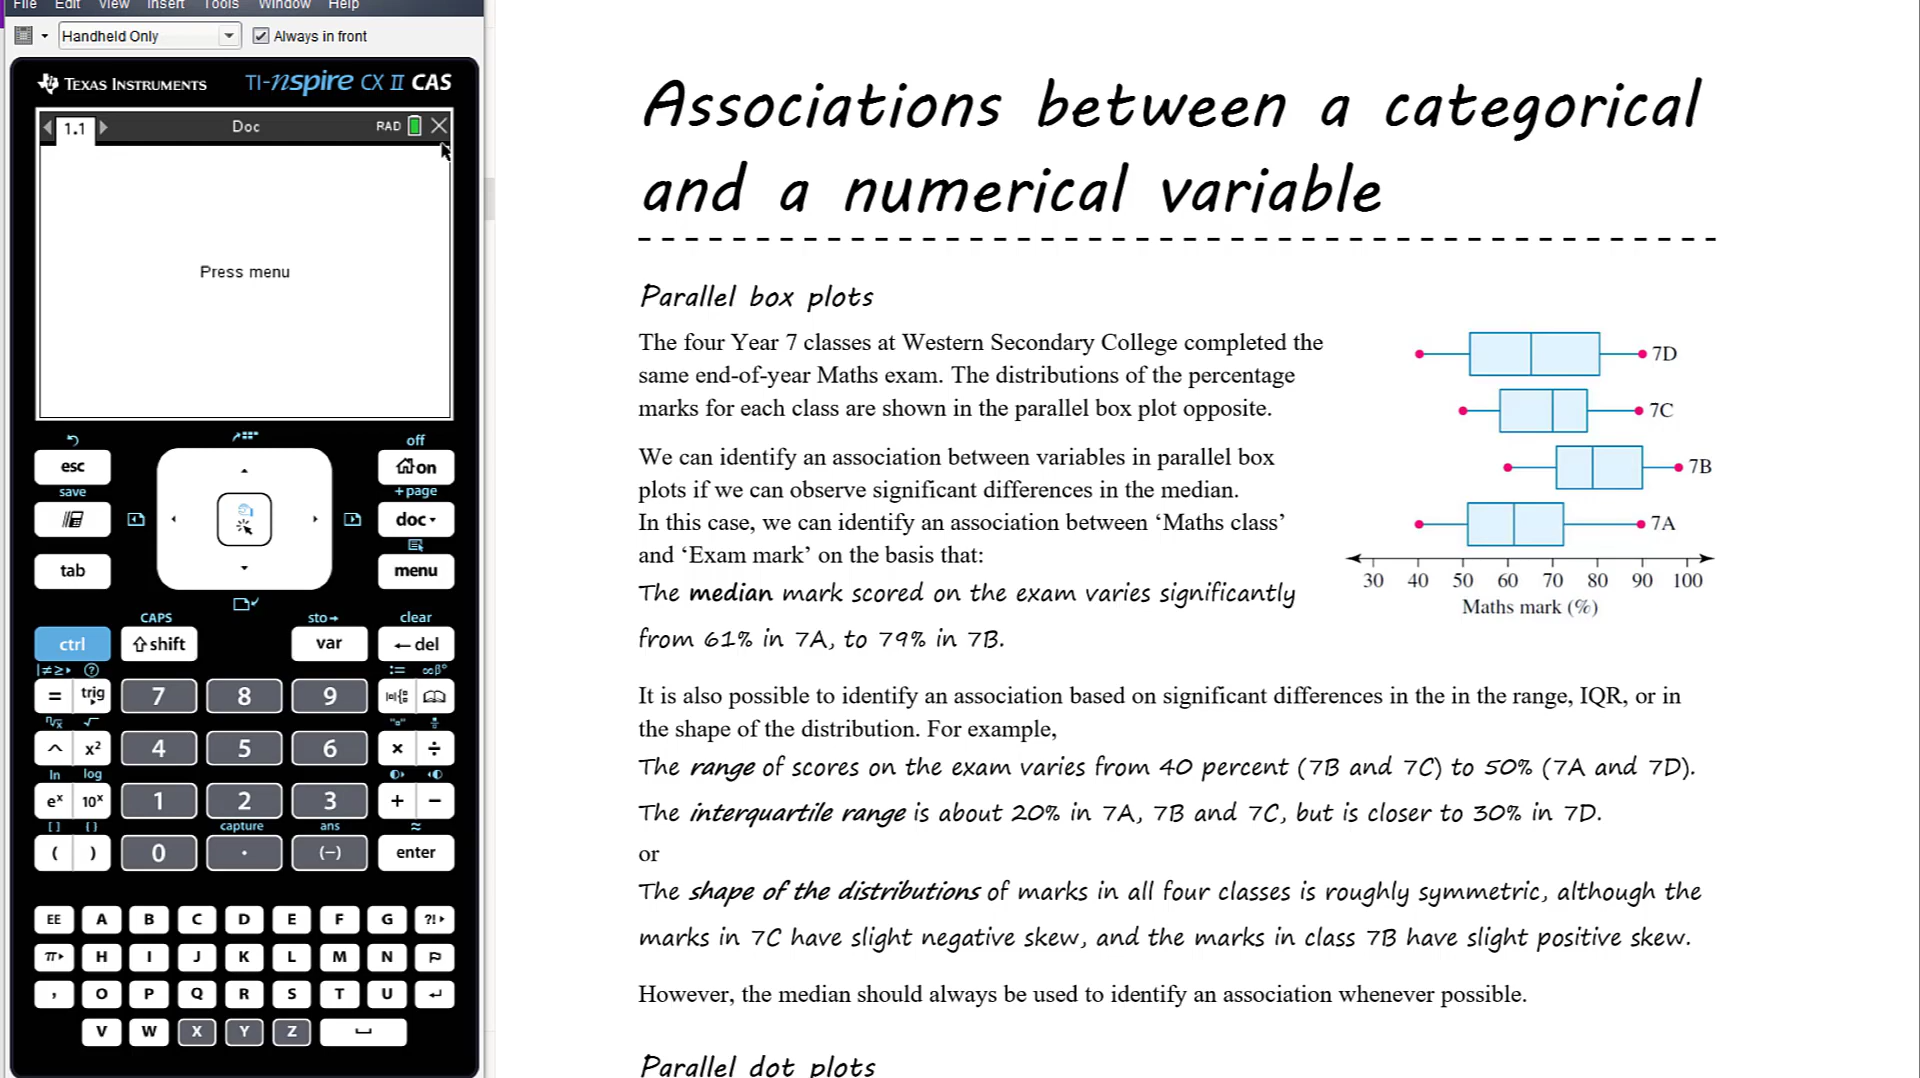 File Edit View Insert Tools Window Help
Handheld Only Always in front
TEXAS INSTRUMENTS TI-nspire CX II CAS
1.1 Doc RAD
Press menu
off
esc on
save + page
doc
tab menu
CAPS sto→ clear
ctrl ⇧shift var ←del
|≠≥▸ ? := ∞β°
= trig 7 8 9
ⁿ√x √ "≡" ÷
^ x² 4 5 6 × ÷
ln log
eˣ 10ˣ 1 2 3 + −
[ ] { } capture ans ≈
( ) 0 . (−) enter
EE A B C D E F G ?!▸
π▸ H I J K L M N
, O P Q R S T U ↵
V W X Y Z
Associations between a categorical
and a numerical variable
Parallel box plots
The four Year 7 classes at Western Secondary College completed the
same end-of-year Maths exam. The distributions of the percentage
marks for each class are shown in the parallel box plot opposite.
We can identify an association between variables in parallel box
plots if we can observe significant differences in the median.
In this case, we can identify an association between ‘Maths class’
and ‘Exam mark’ on the basis that:
The median mark scored on the exam varies significantly
from 61% in 7A, to 79% in 7B.
7D
7C
7B
7A
30 40 50 60 70 80 90 100
Maths mark (%)
It is also possible to identify an association based on significant differences in the in the range, IQR, or in
the shape of the distribution. For example,
The range of scores on the exam varies from 40 percent (7B and 7C) to 50% (7A and 7D).
The interquartile range is about 20% in 7A, 7B and 7C, but is closer to 30% in 7D.
or
The shape of the distributions of marks in all four classes is roughly symmetric, although the
marks in 7C have slight negative skew, and the marks in class 7B have slight positive skew.
However, the median should always be used to identify an association whenever possible.
Parallel dot plots